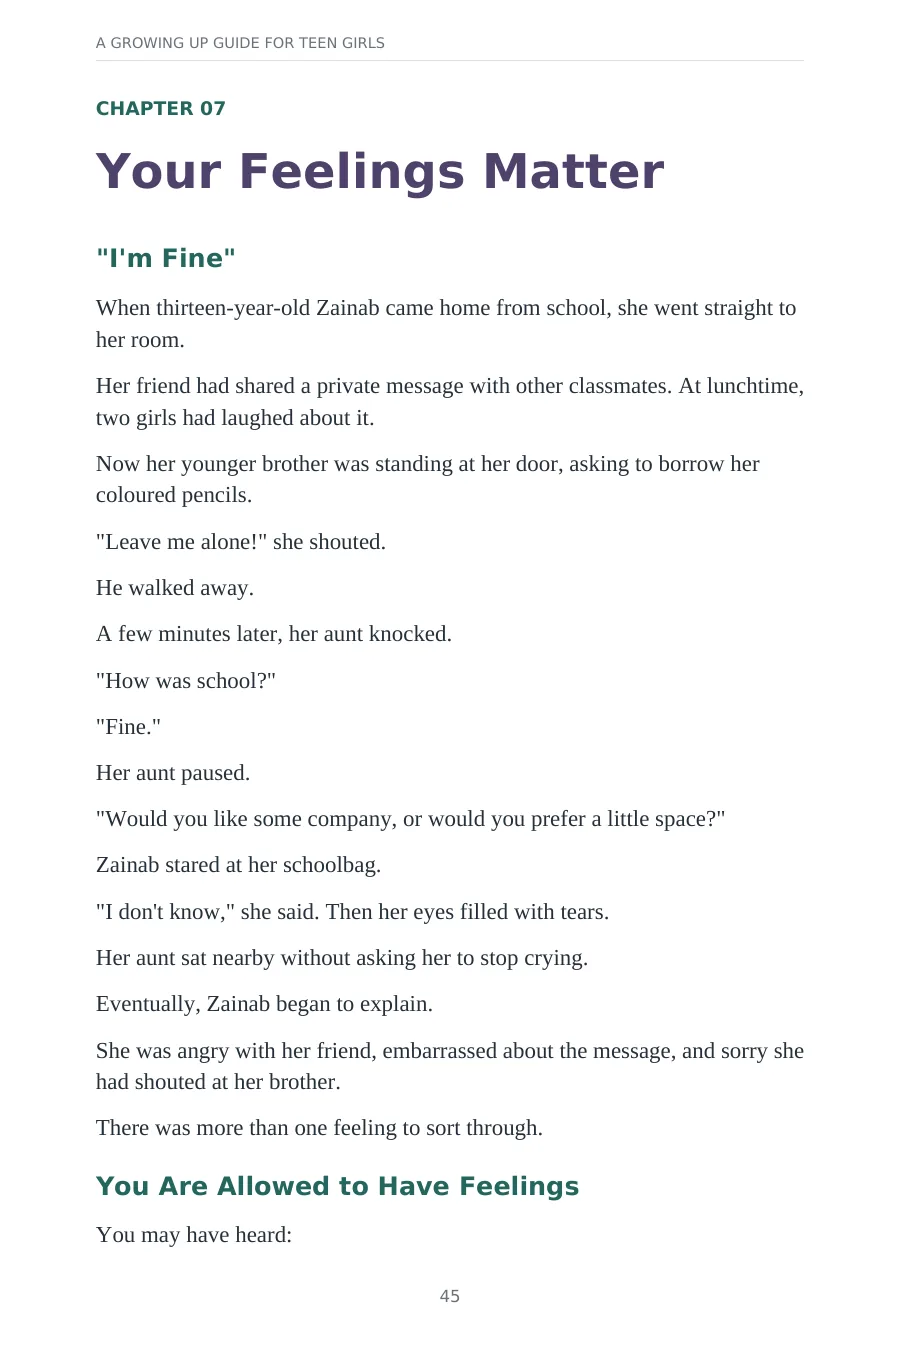 A GROWING UP GUIDE FOR TEEN GIRLS
CHAPTER 07
Your Feelings Matter
"I'm Fine"
When thirteen-year-old Zainab came home from school, she went straight to
her room.
Her friend had shared a private message with other classmates. At lunchtime,
two girls had laughed about it.
Now her younger brother was standing at her door, asking to borrow her
coloured pencils.
"Leave me alone!" she shouted.
He walked away.
A few minutes later, her aunt knocked.
"How was school?"
"Fine."
Her aunt paused.
"Would you like some company, or would you prefer a little space?"
Zainab stared at her schoolbag.
"I don't know," she said. Then her eyes filled with tears.
Her aunt sat nearby without asking her to stop crying.
Eventually, Zainab began to explain.
She was angry with her friend, embarrassed about the message, and sorry she
had shouted at her brother.
There was more than one feeling to sort through.
You Are Allowed to Have Feelings
You may have heard:
45